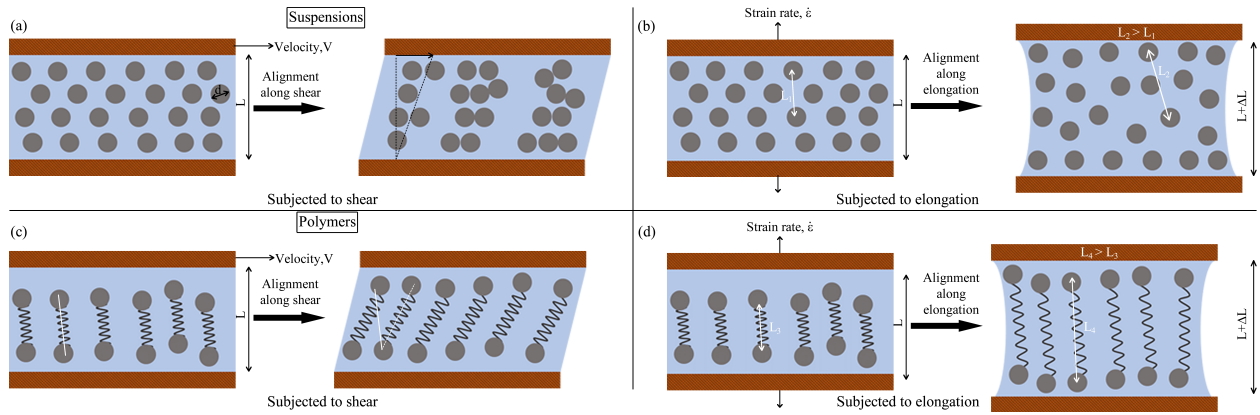 (a)
Suspensions
Velocity,V
Alignment
along shear
d
L
Subjected to shear
(b)
Strain rate, ε̇
L₁
L
Alignment
along
elongation
L₂ > L₁
L₂
L+ΔL
Subjected to elongation
(c)
Polymers
Velocity,V
Alignment
along shear
L
Subjected to shear
(d)
Strain rate, ε̇
L₃
L
Alignment
along
elongation
L₄ > L₃
L₄
L+ΔL
Subjected to elongation